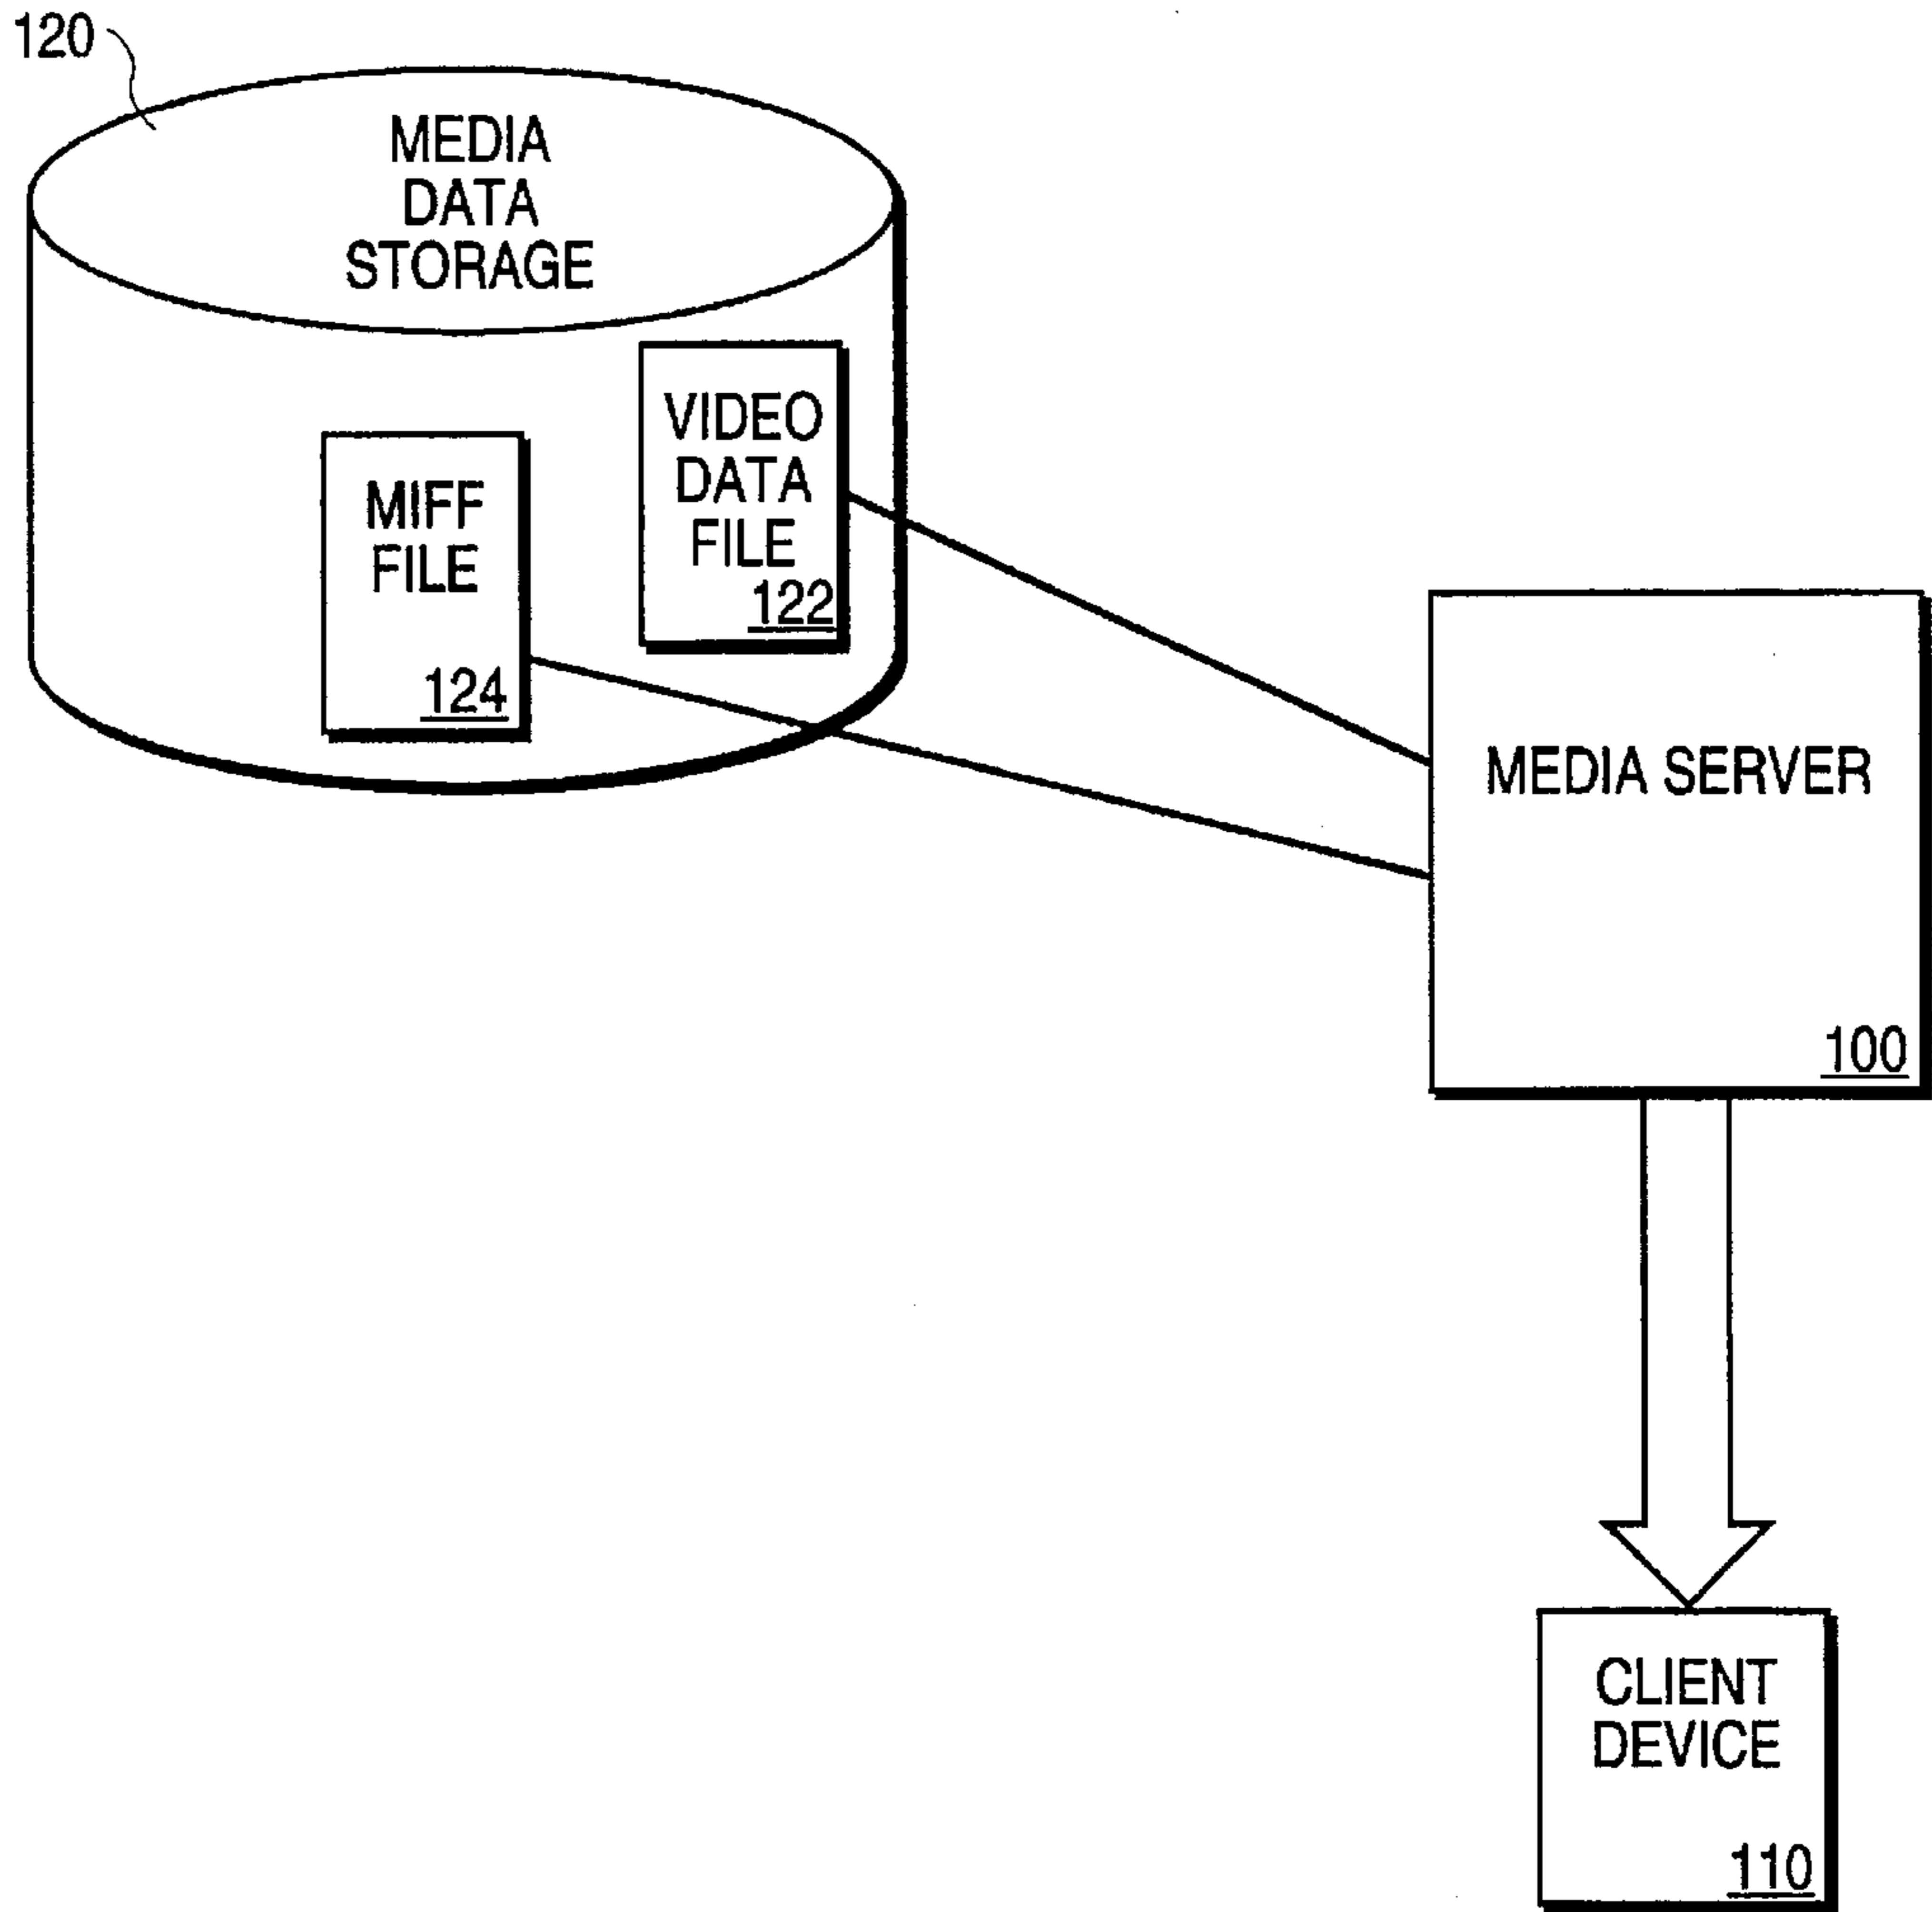 120
MEDIA
DATA
STORAGE
VIDEO
DATA
FILE
122
MIFF
FILE
124
MEDIA SERVER
100
CLIENT
DEVICE
110